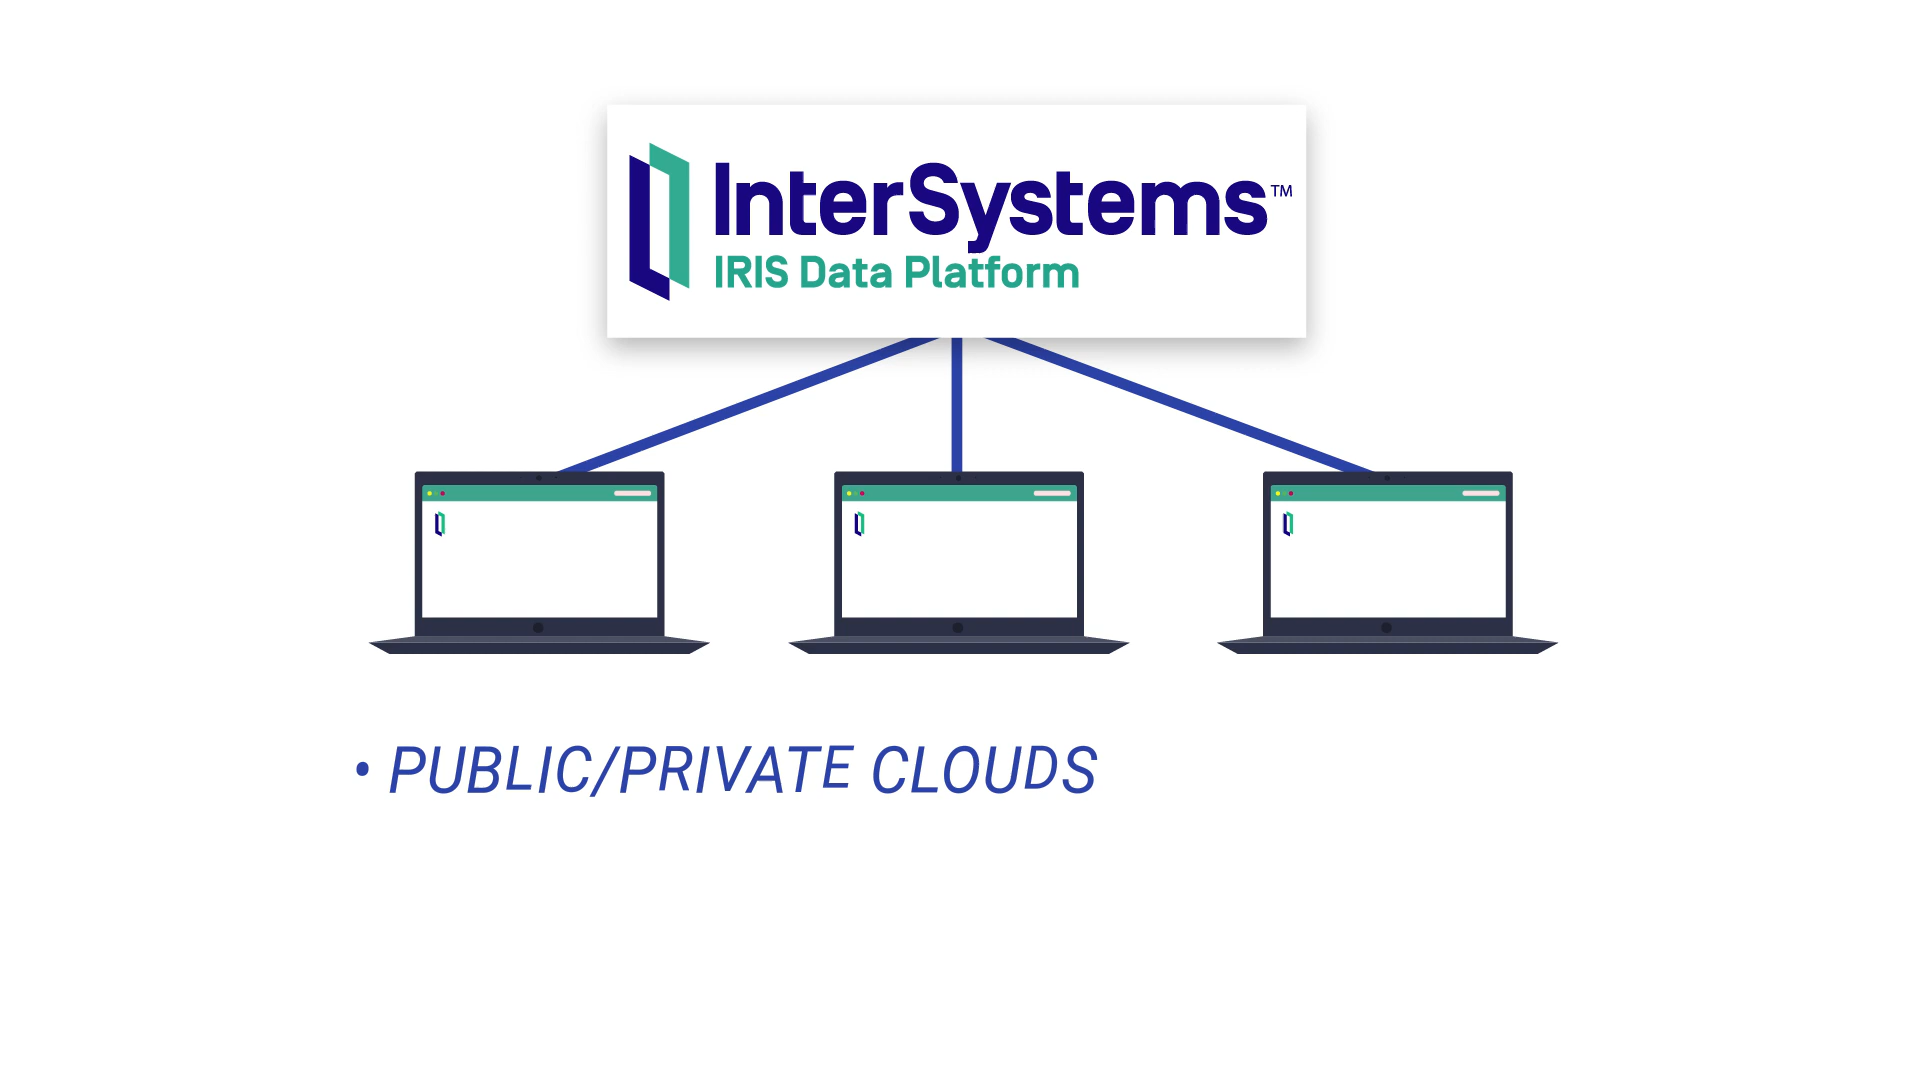 InterSystems™
IRIS Data Platform
• PUBLIC/PRIVATE CLOUDS